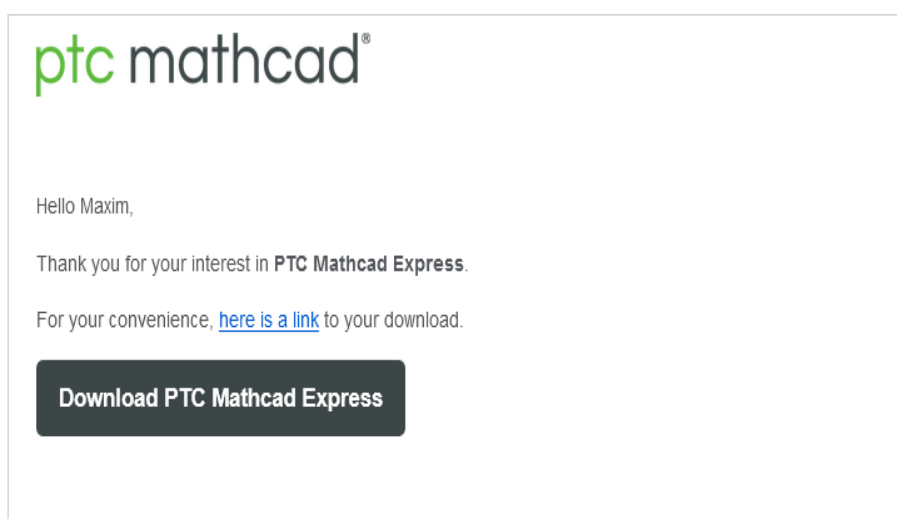 ptc mathcad®
Hello Maxim,
Thank you for your interest in PTC Mathcad Express.
For your convenience, here is a link to your download.
Download PTC Mathcad Express